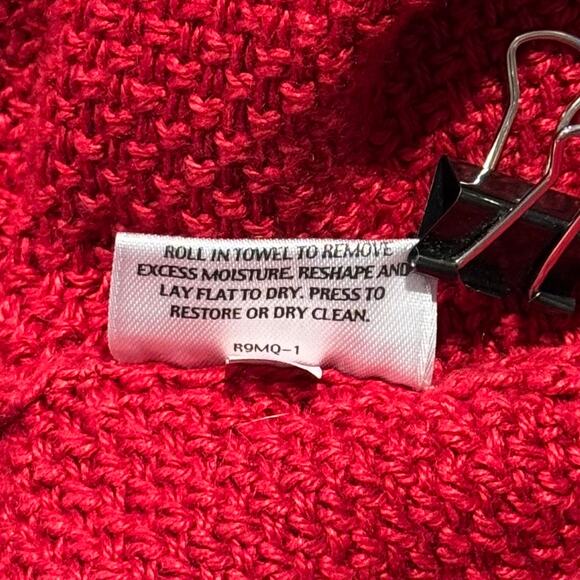 ROLL IN TOWEL TO REMOVE
EXCESS MOISTURE. RESHAPE AND
LAY FLAT TO DRY. PRESS TO
RESTORE OR DRY CLEAN.
R9MQ-1